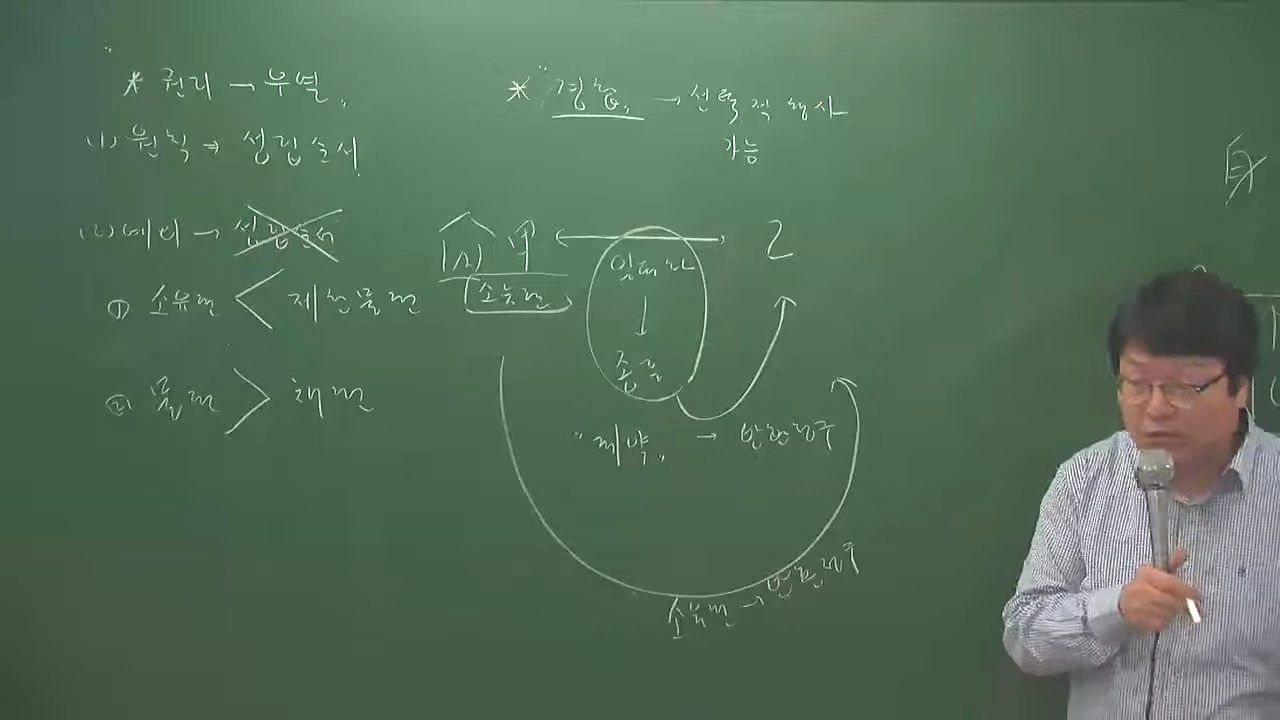 * 권리 → 우열 〃
(1) 원칙 ⇒ 성립순서
(2) 예외 → 성립순서
① 소유권 < 제한물권
② 물권 > 채권
* "경합〃 → 선택적 행사
가능
甲 ↔ 乙
소유권
임대차
↓
종료
"계약〃 → 반환청구
소유권 → 반환청구